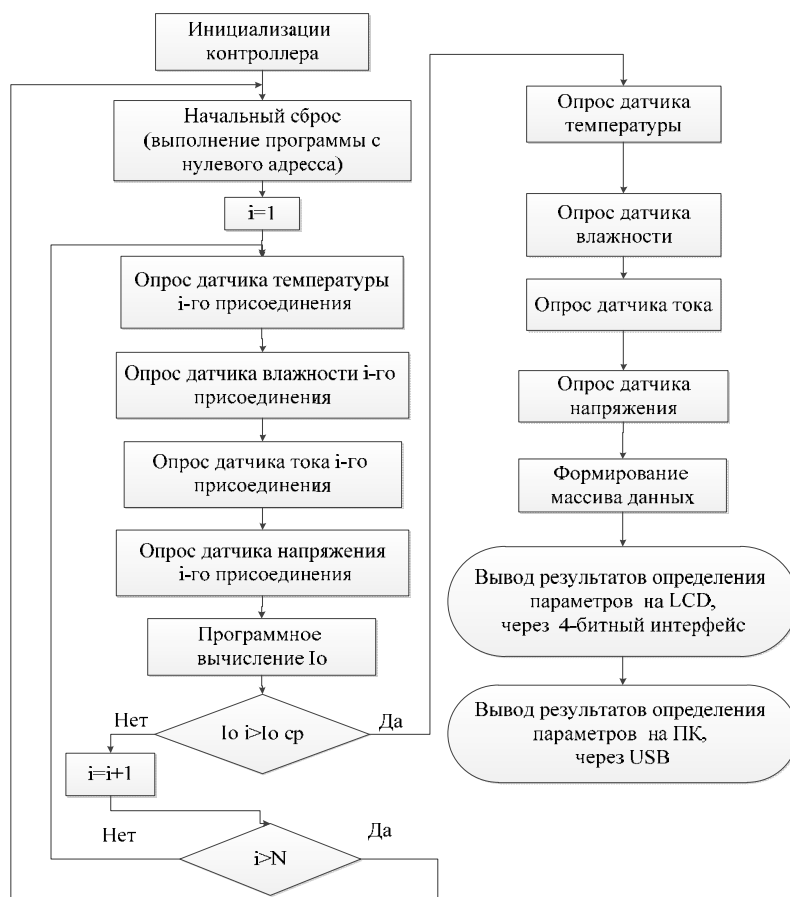 Инициализации
контроллера
Начальный сброс
(выполнение программы с
нулевого адресса)
i=1
Опрос датчика температуры
i-го присоединения
Опрос датчика влажности i-го
присоединения
Опрос датчика тока i-го
присоединения
Опрос датчика напряжения
i-го присоединения
Программное
вычисление Io
Нет
Io i>Io ср
Да
i=i+1
Нет
i>N
Да
Опрос датчика
температуры
Опрос датчика
влажности
Опрос датчика тока
Опрос датчика
напряжения
Формирование
массива данных
Вывод результатов определения
параметров на LCD,
через 4-битный интерфейс
Вывод результатов определения
параметров на ПК,
через USB